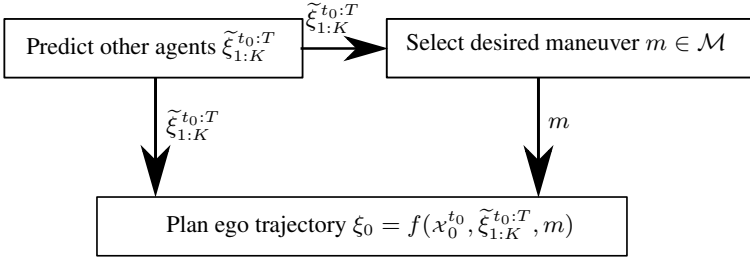 $\widetilde{\xi}_{1:K}^{t_0:T}$
Predict other agents $\widetilde{\xi}_{1:K}^{t_0:T}$
Select desired maneuver $m \in \mathcal{M}$
$\widetilde{\xi}_{1:K}^{t_0:T}$
$m$
Plan ego trajectory $\xi_0 = f(x_0^{t_0}, \widetilde{\xi}_{1:K}^{t_0:T}, m)$